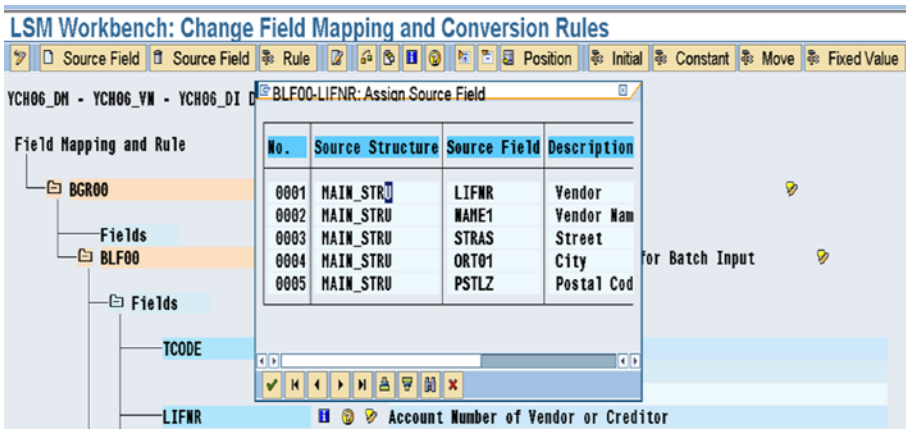 LSM Workbench: Change Field Mapping and Conversion Rules
Source Field Source Field Rule Position Initial Constant Move Fixed Value
YCH06_DM - YCH06_VN - YCH06_DI D
BLF00-LIFNR: Assign Source Field
Field Mapping and Rule
No. Source Structure Source Field Description
BGR00
0001 MAIN_STRU LIFNR Vendor
0002 MAIN_STRU NAME1 Vendor Nam
0003 MAIN_STRU STRAS Street
0004 MAIN_STRU ORT01 City
0005 MAIN_STRU PSTLZ Postal Cod
Fields
BLF00 for Batch Input
Fields
TCODE
LIFNR Account Number of Vendor or Creditor